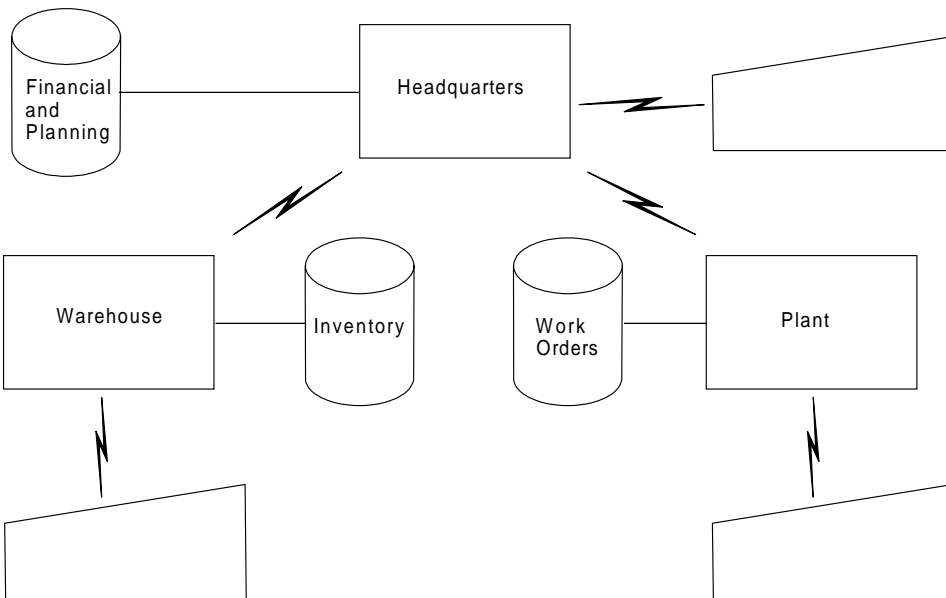 Financial
and
Planning
Headquarters
Warehouse
Inventory
Work
Orders
Plant